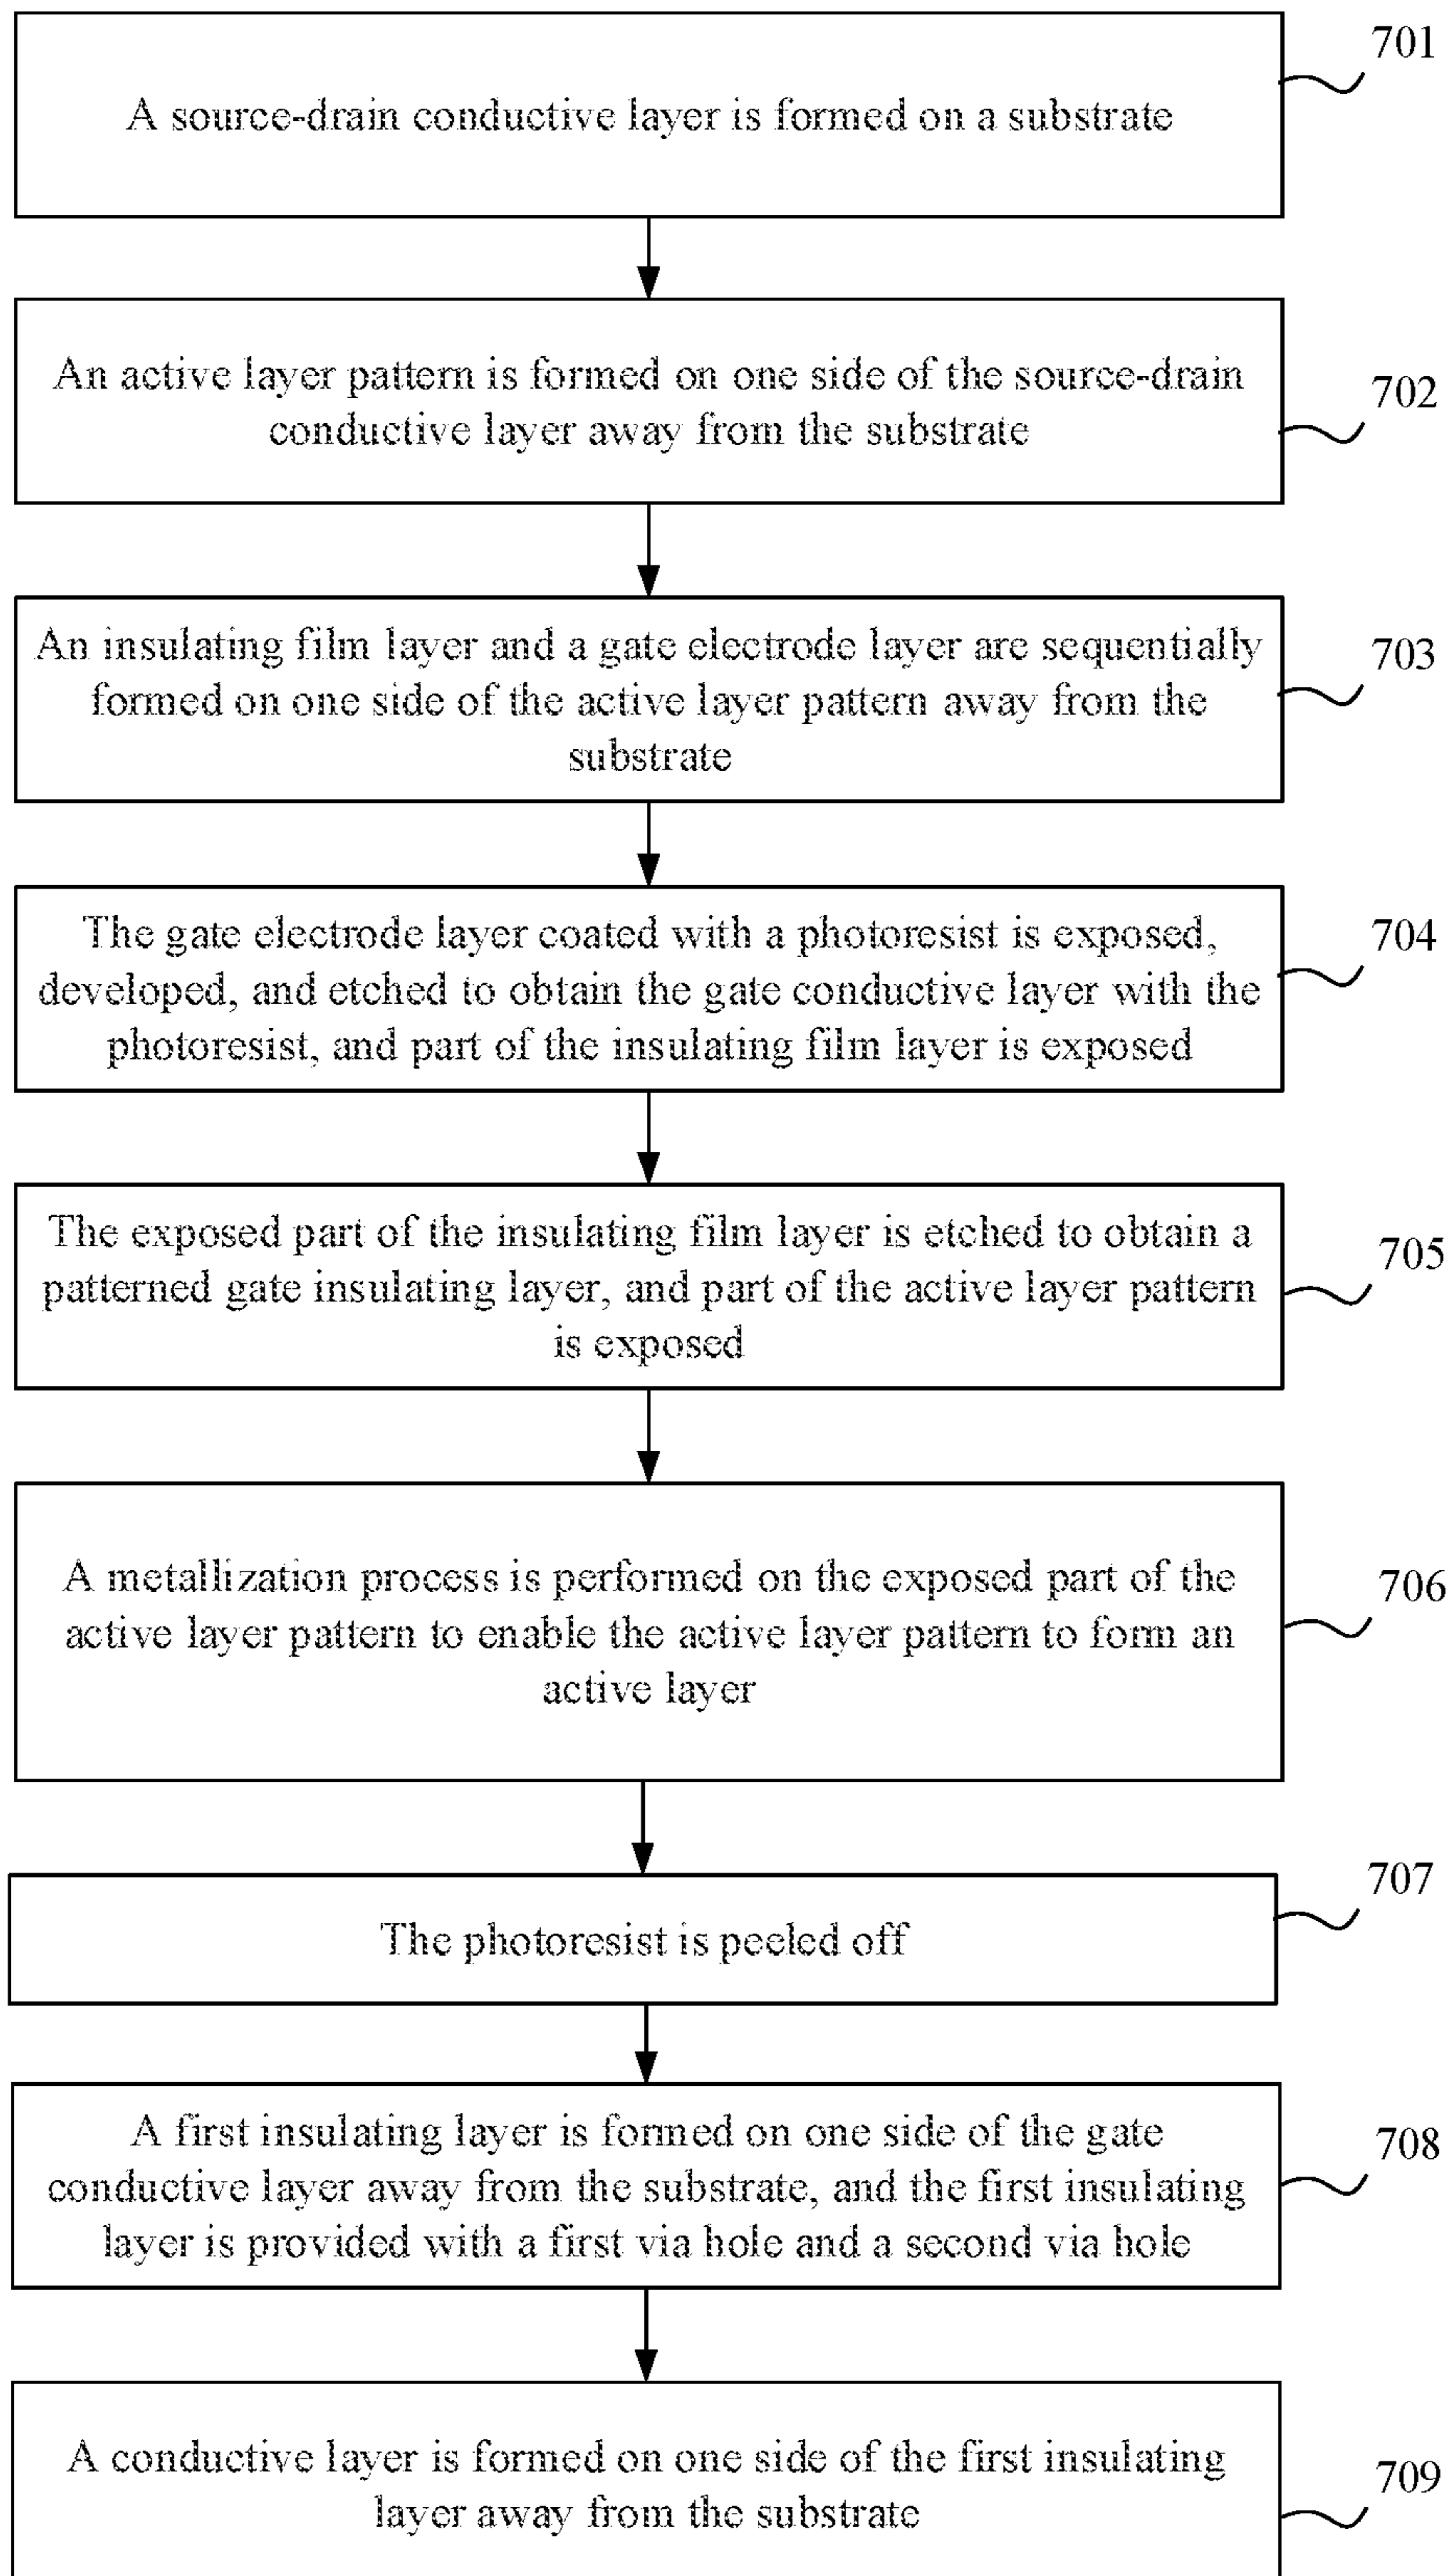 701
A source-drain conductive layer is formed on a substrate
An active layer pattern is formed on one side of the source-drain
conductive layer away from the substrate
702
An insulating film layer and a gate electrode layer are sequentially
formed on one side of the active layer pattern away from the
substrate
703
The gate electrode layer coated with a photoresist is exposed,
developed, and etched to obtain the gate conductive layer with the
photoresist, and part of the insulating film layer is exposed
704
The exposed part of the insulating film layer is etched to obtain a
patterned gate insulating layer, and part of the active layer pattern
is exposed
705
A metallization process is performed on the exposed part of the
active layer pattern to enable the active layer pattern to form an
active layer
706
707
The photoresist is peeled off
A first insulating layer is formed on one side of the gate
conductive layer away from the substrate, and the first insulating
layer is provided with a first via hole and a second via hole
708
A conductive layer is formed on one side of the first insulating
layer away from the substrate
709